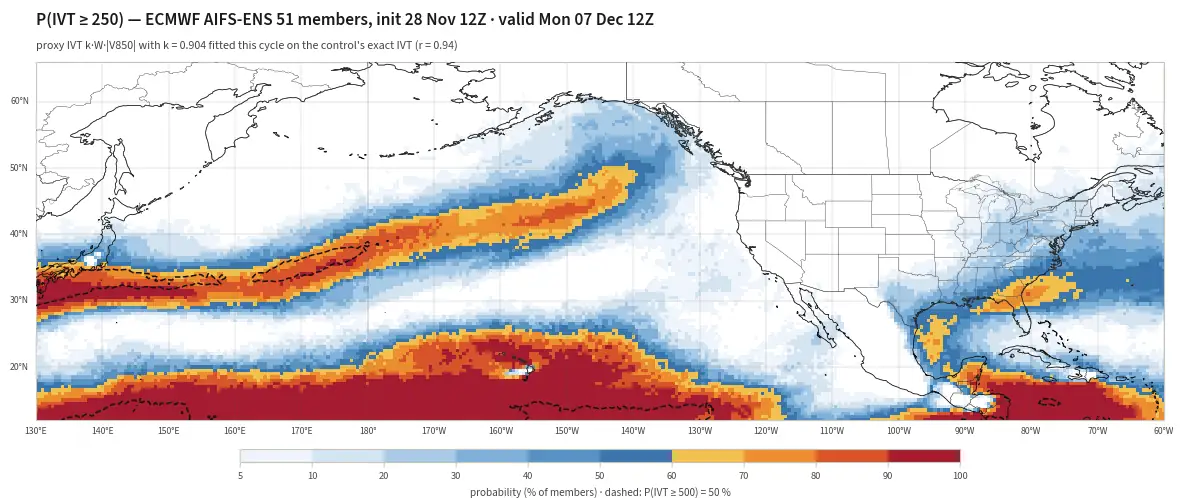 P(IVT ≥ 250) — ECMWF AIFS-ENS 51 members, init 28 Nov 12Z · valid Mon 07 Dec 12Z
proxy IVT k·W·|V850| with k = 0.904 fitted this cycle on the control's exact IVT (r = 0.94)
60°N
50°N
40°N
30°N
20°N
130°E 140°E 150°E 160°E 170°E 180° 170°W 160°W 150°W 140°W 130°W 120°W 110°W 100°W 90°W 80°W 70°W 60°W
5 10 20 30 40 50 60 70 80 90 100
probability (% of members) · dashed: P(IVT ≥ 500) = 50 %